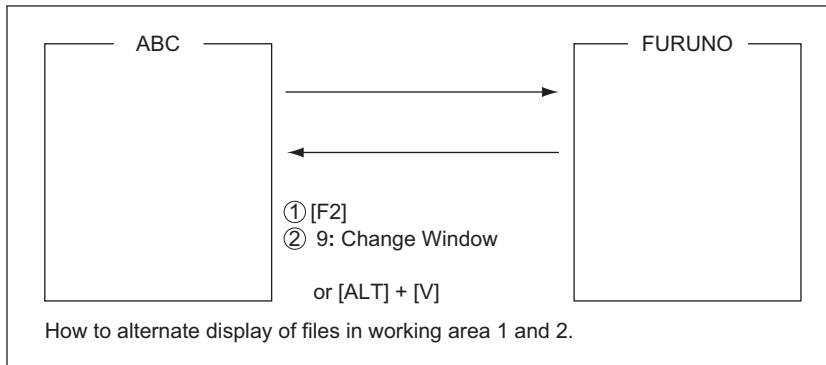 ABC
FURUNO
① [F2]
② 9: Change Window
or [ALT] + [V]
How to alternate display of files in working area 1 and 2.